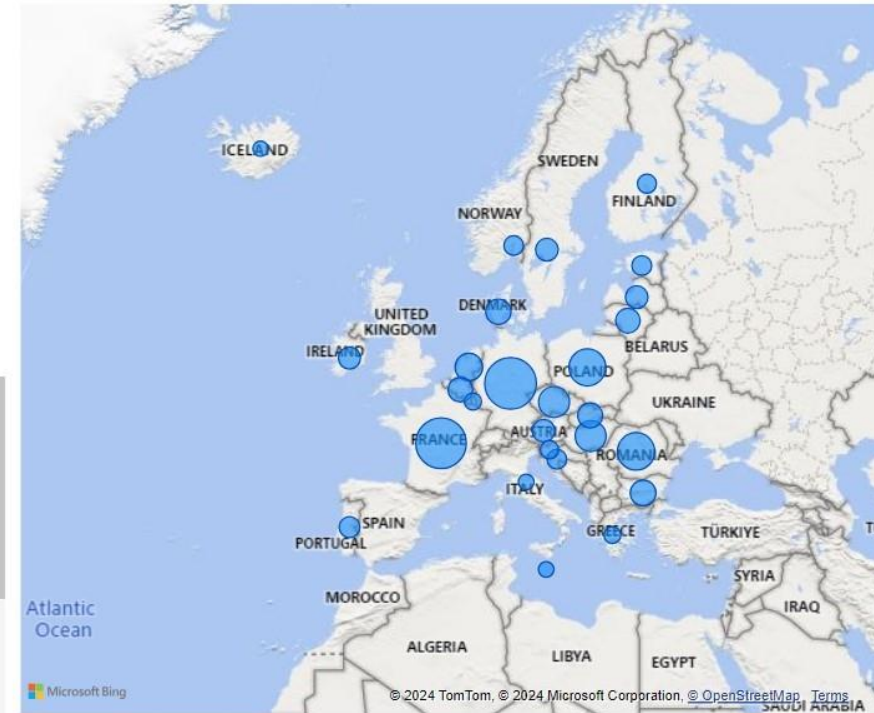 ICELAND
SWEDEN
FINLAND
NORWAY
DENMARK
UNITED
KINGDOM
IRELAND
BELARUS
POLAND
UKRAINE
FRANCE
AUSTRIA
ROMANIA
ITALY
SPAIN
PORTUGAL
GREECE
TÜRKIYE
SYRIA
MOROCCO
IRAQ
Atlantic
Ocean
ALGERIA
LIBYA
EGYPT
Microsoft Bing
© 2024 TomTom, © 2024 Microsoft Corporation, © OpenStreetMap Terms
SAUDI ARABIA